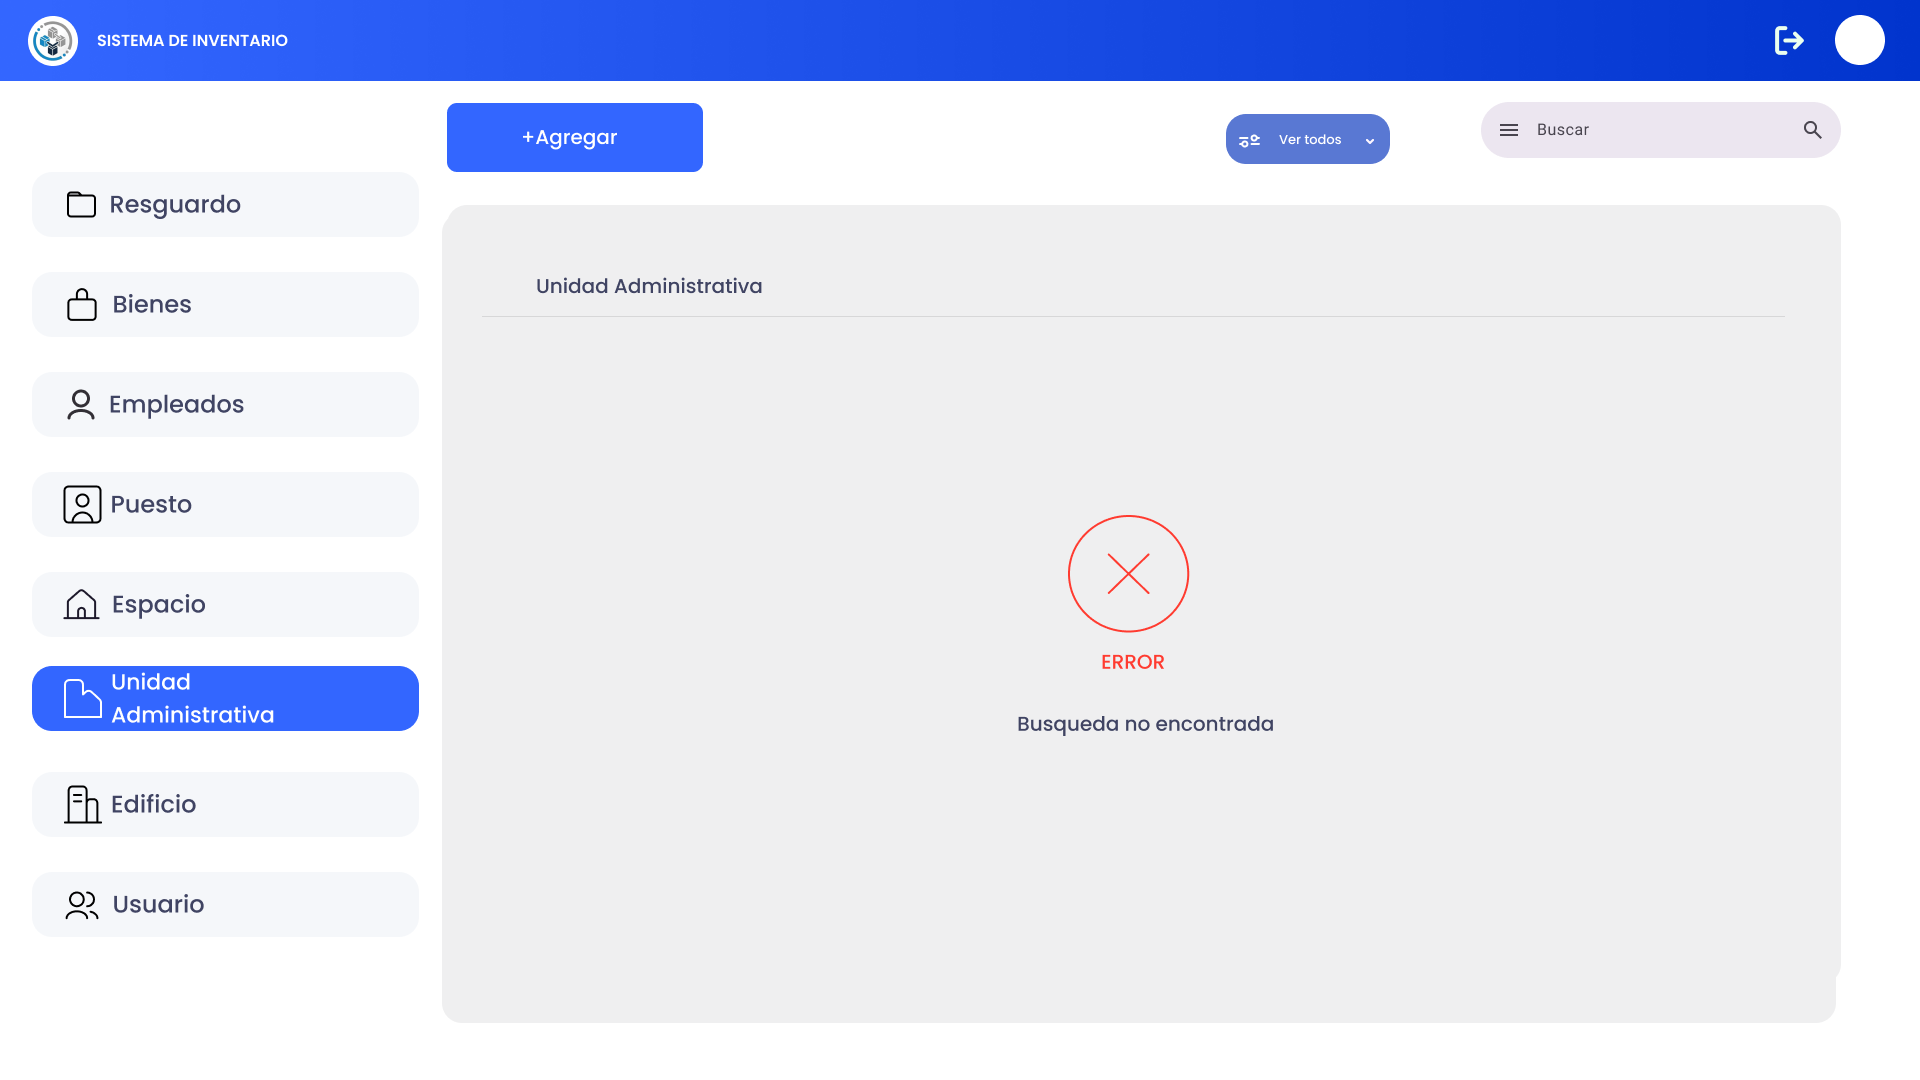 SISTEMA DE INVENTARIO
+Agregar
Ver todos
Buscar
Resguardo
Bienes
Empleados
Puesto
Espacio
Unidad
Administrativa
Edificio
Usuario
Unidad Administrativa
ERROR
Busqueda no encontrada